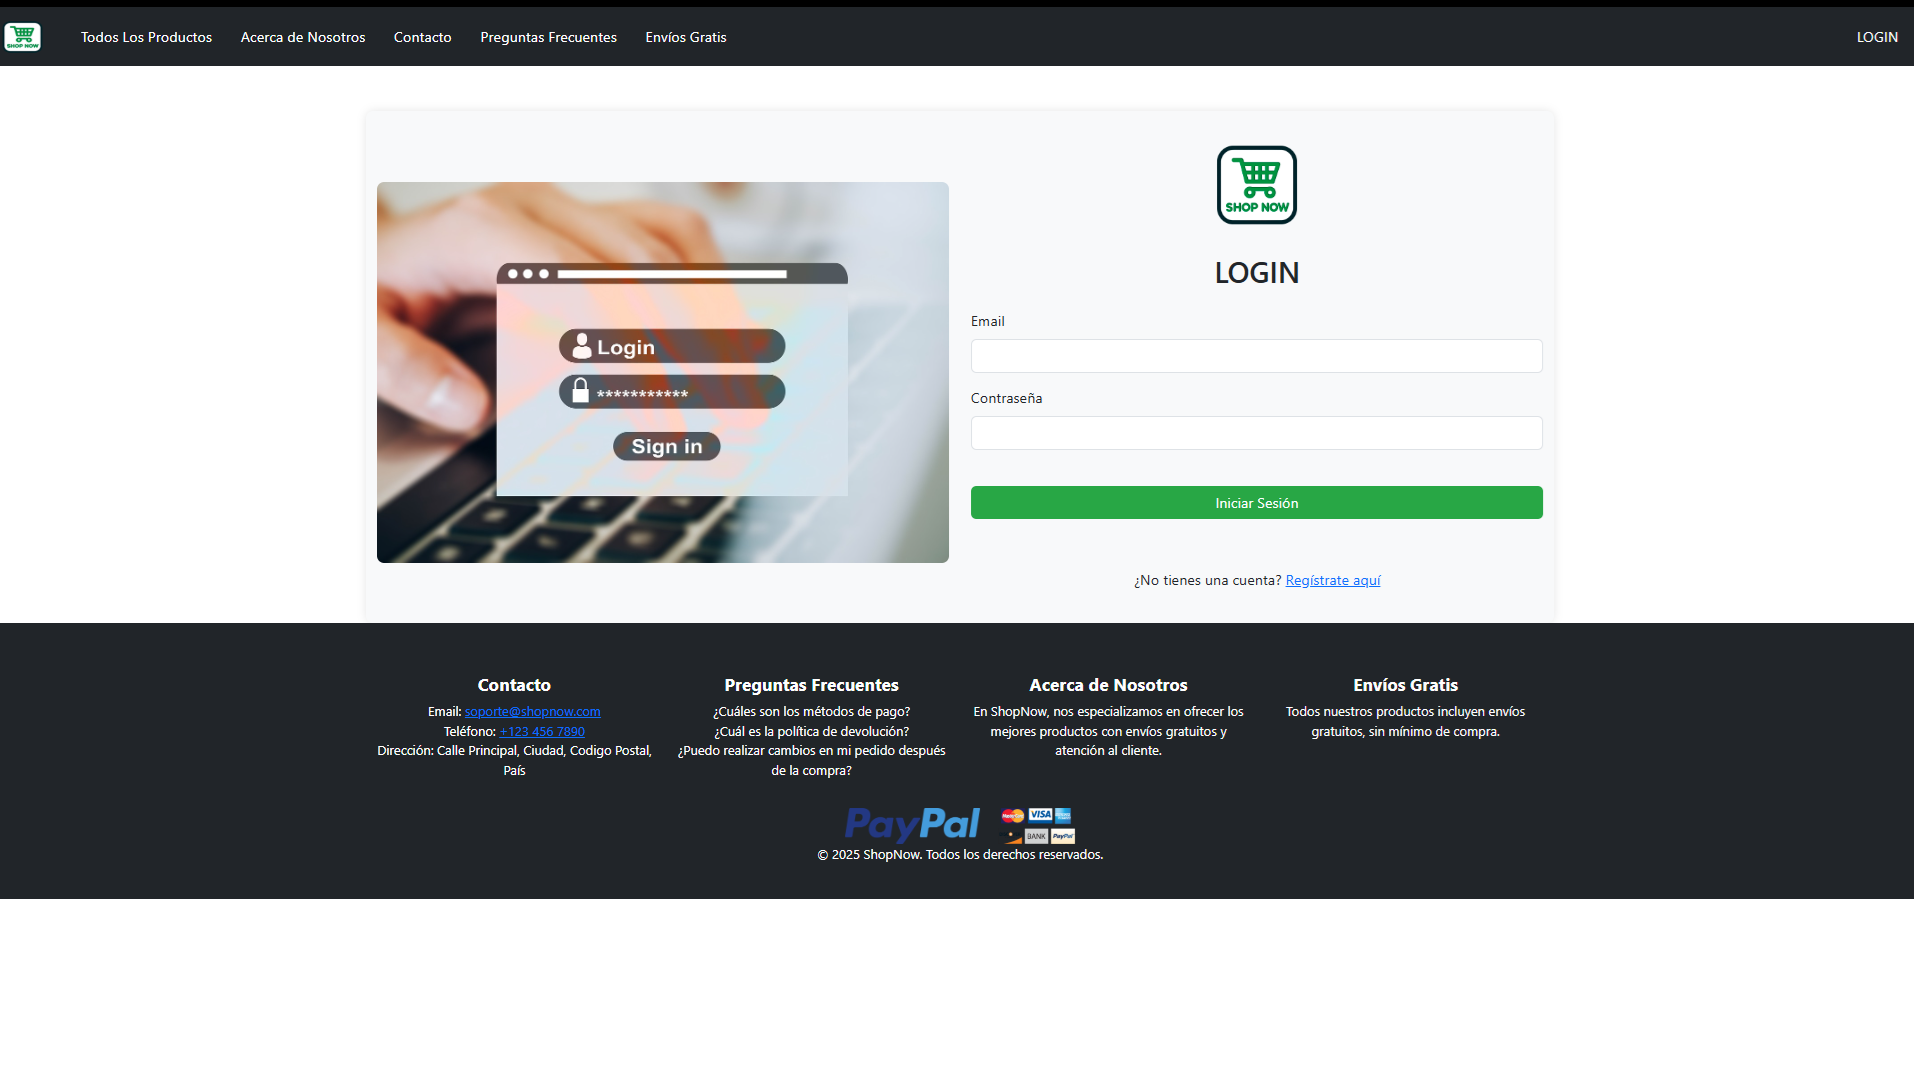 SHOP NOW
Todos Los Productos
Acerca de Nosotros
Contacto
Preguntas Frecuentes
Envíos Gratis
LOGIN
Login
***********
Sign in
SHOP NOW
LOGIN
Email
Contraseña
Iniciar Sesión
¿No tienes una cuenta? Regístrate aquí
Contacto
Email: soporte@shopnow.com
Teléfono: +123 456 7890
Dirección: Calle Principal, Ciudad, Codigo Postal,
País
Preguntas Frecuentes
¿Cuáles son los métodos de pago?
¿Cuál es la política de devolución?
¿Puedo realizar cambios en mi pedido después
de la compra?
Acerca de Nosotros
En ShopNow, nos especializamos en ofrecer los
mejores productos con envíos gratuitos y
atención al cliente.
Envíos Gratis
Todos nuestros productos incluyen envíos
gratuitos, sin mínimo de compra.
PayPal
VISA
BANK
PayPal
© 2025 ShopNow. Todos los derechos reservados.